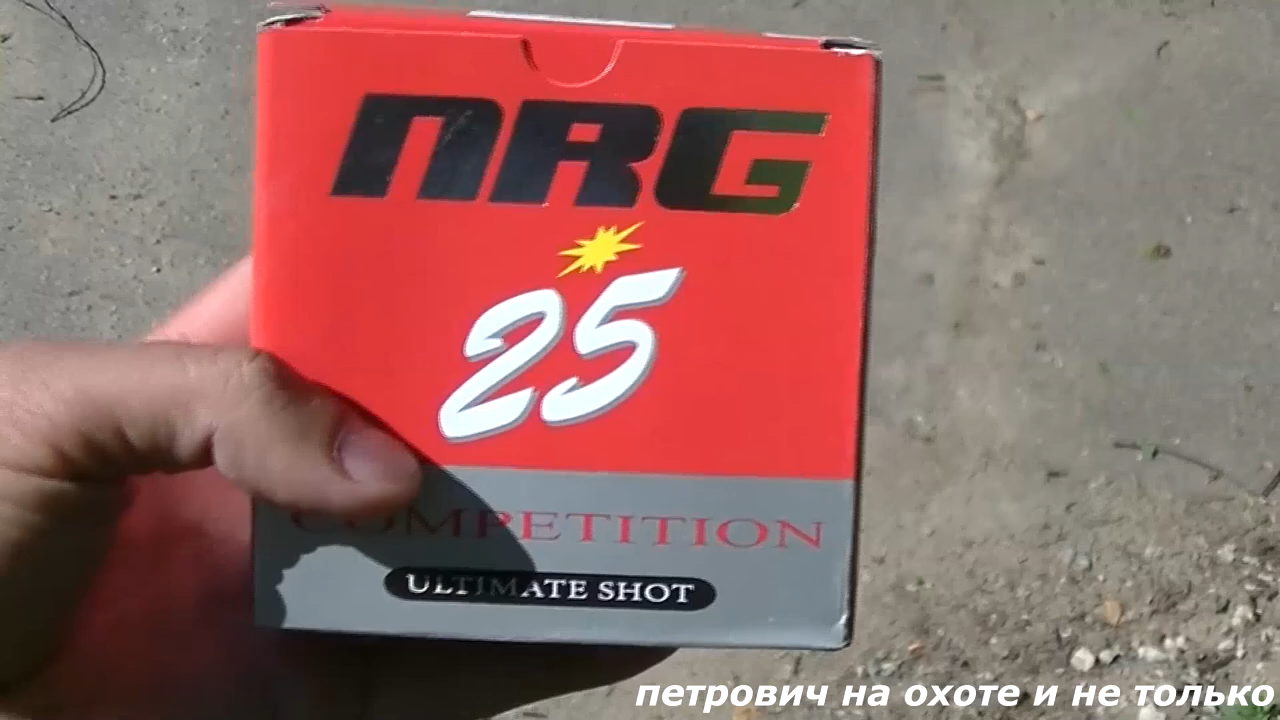 NRG
25
COMPETITION
ULTIMATE SHOT
петрович на охоте и не только